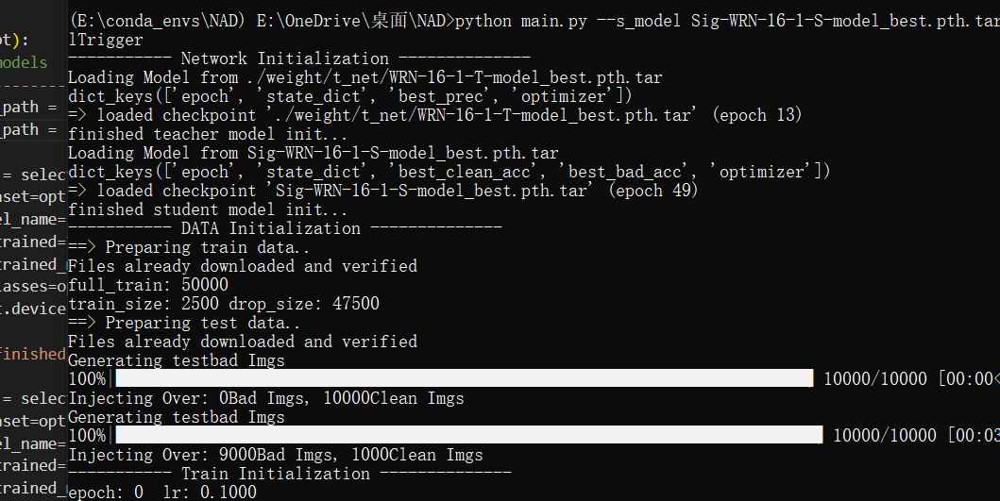 (E:\conda_envs\NAD) E:\OneDrive\桌面\NAD>python main.py --s_model Sig-WRN-16-1-S-model_best.pth.tar
lTrigger
pt):
----------- Network Initialization --------------
models
Loading Model from ./weight/t_net/WRN-16-1-T-model_best.pth.tar
--------
dict_keys(['epoch', 'state_dict', 'best_prec', 'optimizer'])
_path =
=> loaded checkpoint './weight/t_net/WRN-16-1-T-model_best.pth.tar' (epoch 13)
_path =
finished teacher model init...
Loading Model from Sig-WRN-16-1-S-model_best.pth.tar
= selec
dict_keys(['epoch', 'state_dict', 'best_clean_acc', 'best_bad_acc', 'optimizer'])
aset=opt
=> loaded checkpoint 'Sig-WRN-16-1-S-model_best.pth.tar' (epoch 49)
el_name=
finished student model init...
----------- DATA Initialization --------------
trained=
==> Preparing train data..
trained_
Files already downloaded and verified
lasses=o
full_train: 50000
t.device
train_size: 2500 drop_size: 47500
==> Preparing test data..
Files already downloaded and verified
finished
Generating testbad Imgs
100%| 10000/10000 [00:00<
= selec
Injecting Over: 0Bad Imgs, 10000Clean Imgs
aset=opt
Generating testbad Imgs
el_name=
100%| 10000/10000 [00:03
trained=
Injecting Over: 9000Bad Imgs, 1000Clean Imgs
----------- Train Initialization --------------
trained_
epoch: 0  lr: 0.1000